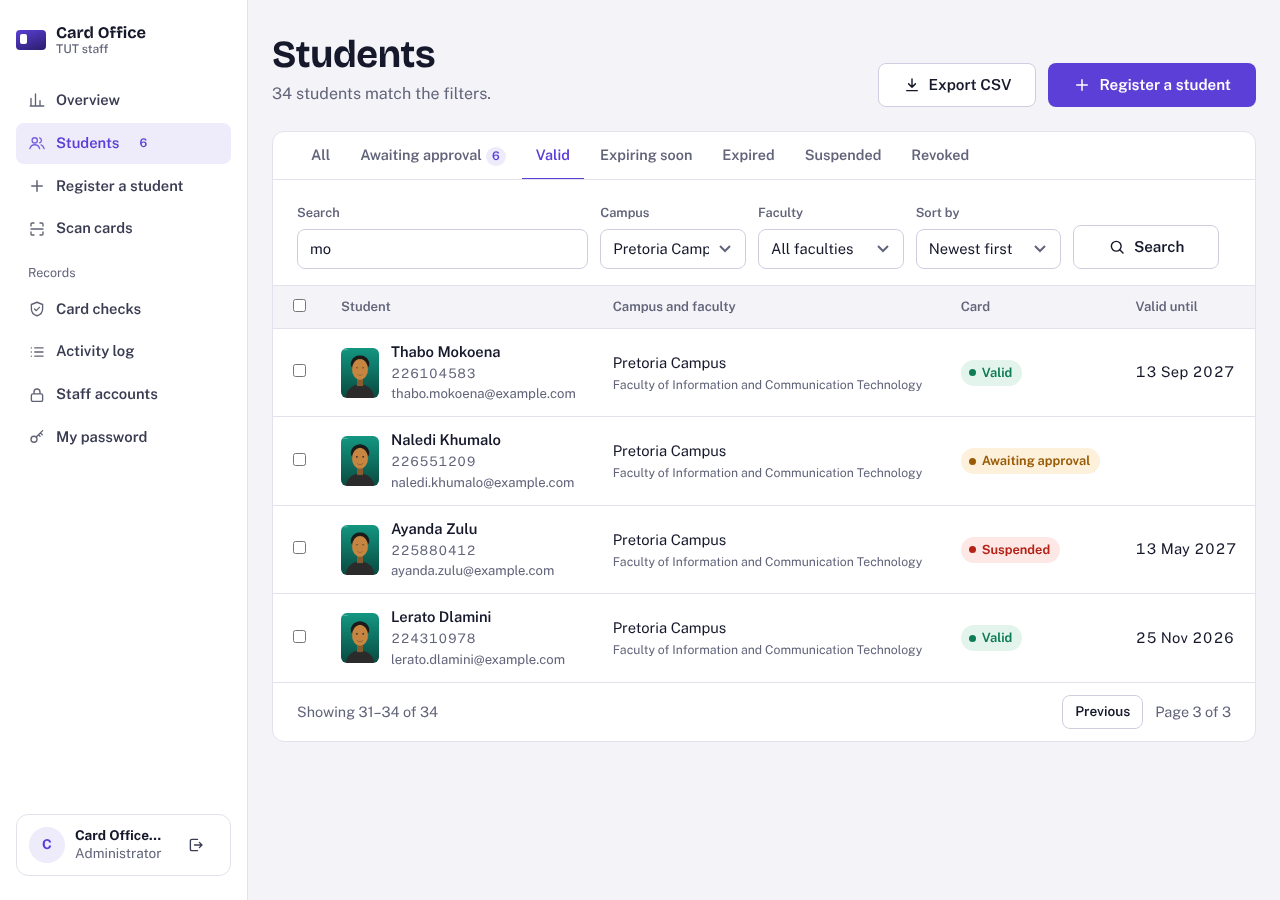 Card Office
TUT staff
Overview
Students 6
Register a student
Scan cards
Records
Card checks
Activity log
Staff accounts
My password
C
Card Office...
Administrator
Students
34 students match the filters.
Export CSV
Register a student
All Awaiting approval 6 Valid Expiring soon Expired Suspended Revoked
Search Campus Faculty Sort by
mo Pretoria Camp All faculties Newest first Search
Student Campus and faculty Card Valid until
Thabo Mokoena
226104583
thabo.mokoena@example.com
Pretoria Campus
Faculty of Information and Communication Technology
Valid
13 Sep 2027
Naledi Khumalo
226551209
naledi.khumalo@example.com
Pretoria Campus
Faculty of Information and Communication Technology
Awaiting approval
Ayanda Zulu
225880412
ayanda.zulu@example.com
Pretoria Campus
Faculty of Information and Communication Technology
Suspended
13 May 2027
Lerato Dlamini
224310978
lerato.dlamini@example.com
Pretoria Campus
Faculty of Information and Communication Technology
Valid
25 Nov 2026
Showing 31–34 of 34
Previous
Page 3 of 3